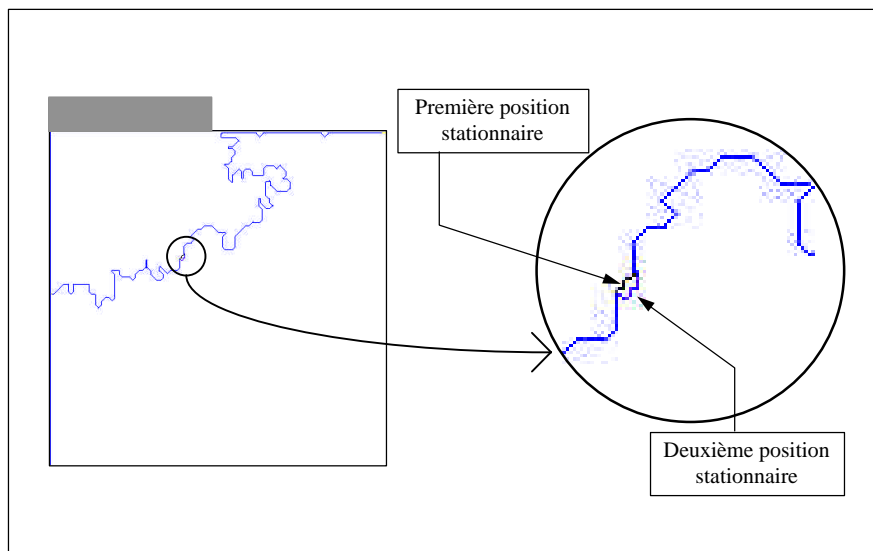 Première position
stationnaire
Deuxième position
stationnaire